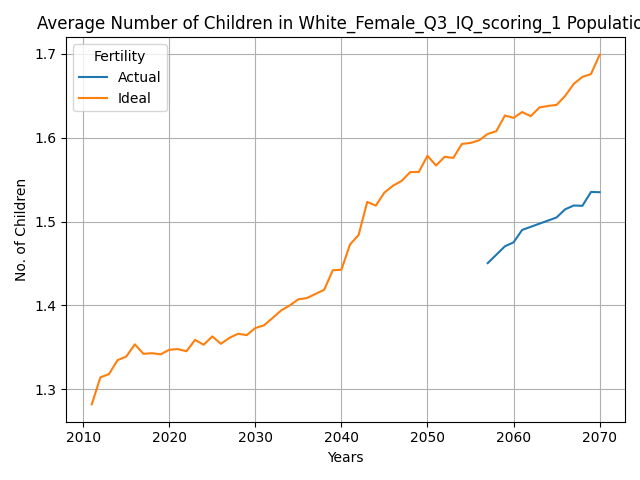 Average Number of Children in White_Female_Q3_IQ_scoring_1 Populatio
Fertility
Actual
Ideal
No. of Children
1.7
1.6
1.5
1.4
1.3
2010 2020 2030 2040 2050 2060 2070
Years